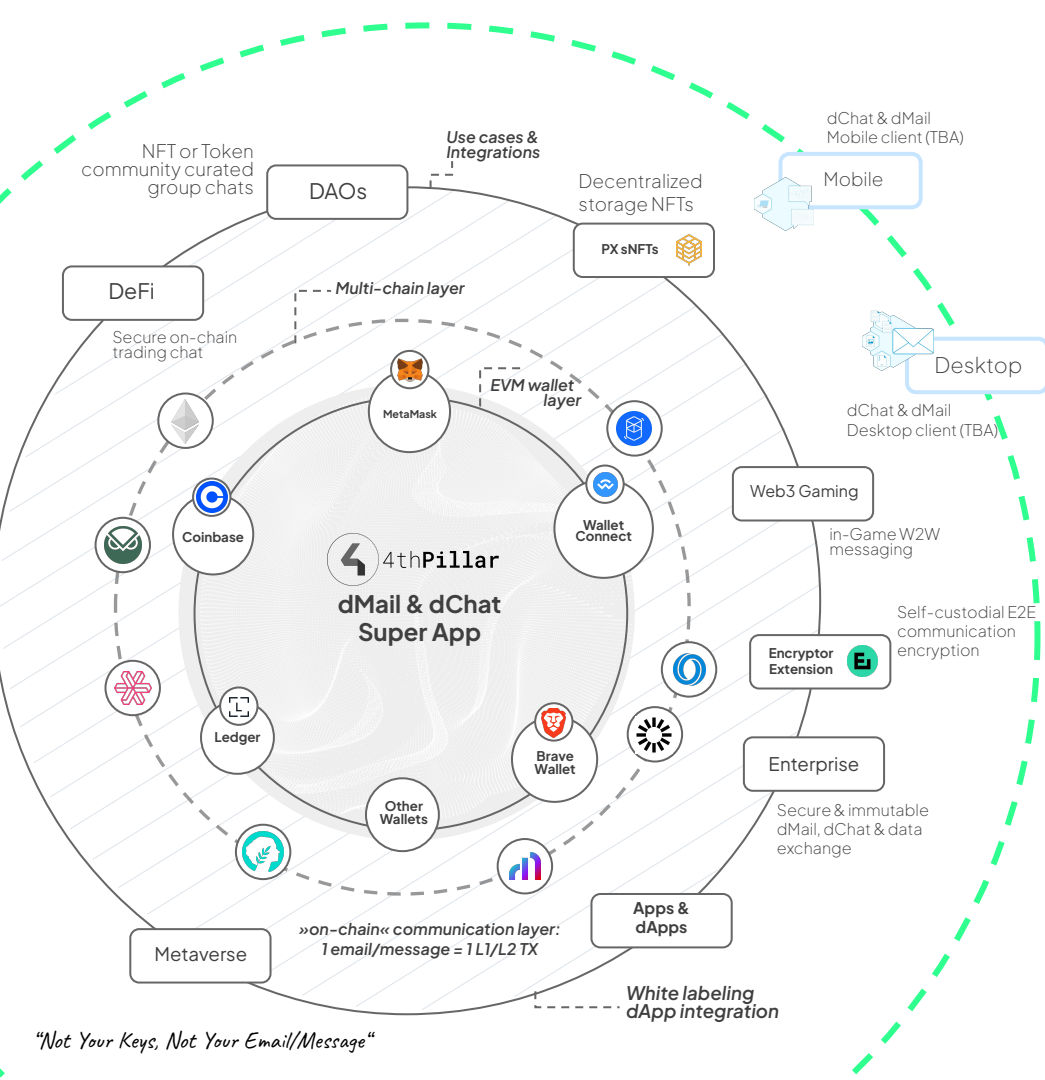 dChat & dMail
Mobile client (TBA)
Mobile
Use cases &
Integrations
NFT or Token
community curated
group chats
DAOs
Decentralized
storage NFTs
PX sNFTs
DeFi
Secure on-chain
trading chat
Multi-chain layer
EVM wallet
layer
MetaMask
Desktop
dChat & dMail
Desktop client (TBA)
Coinbase
Wallet
Connect
Web3 Gaming
in-Game W2W
messaging
4thPillar
dMail & dChat
Super App
Self-custodial E2E
communication
encryption
Encryptor
Extension
Ledger
Brave
Wallet
Other
Wallets
Enterprise
Secure & immutable
dMail, dChat & data
exchange
Apps &
dApps
»on-chain« communication layer:
1 email/message = 1 L1/L2 TX
Metaverse
White labeling
dApp integration
“Not Your Keys, Not Your Email/Message“